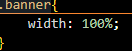 .banner{
    width: 100%;
}